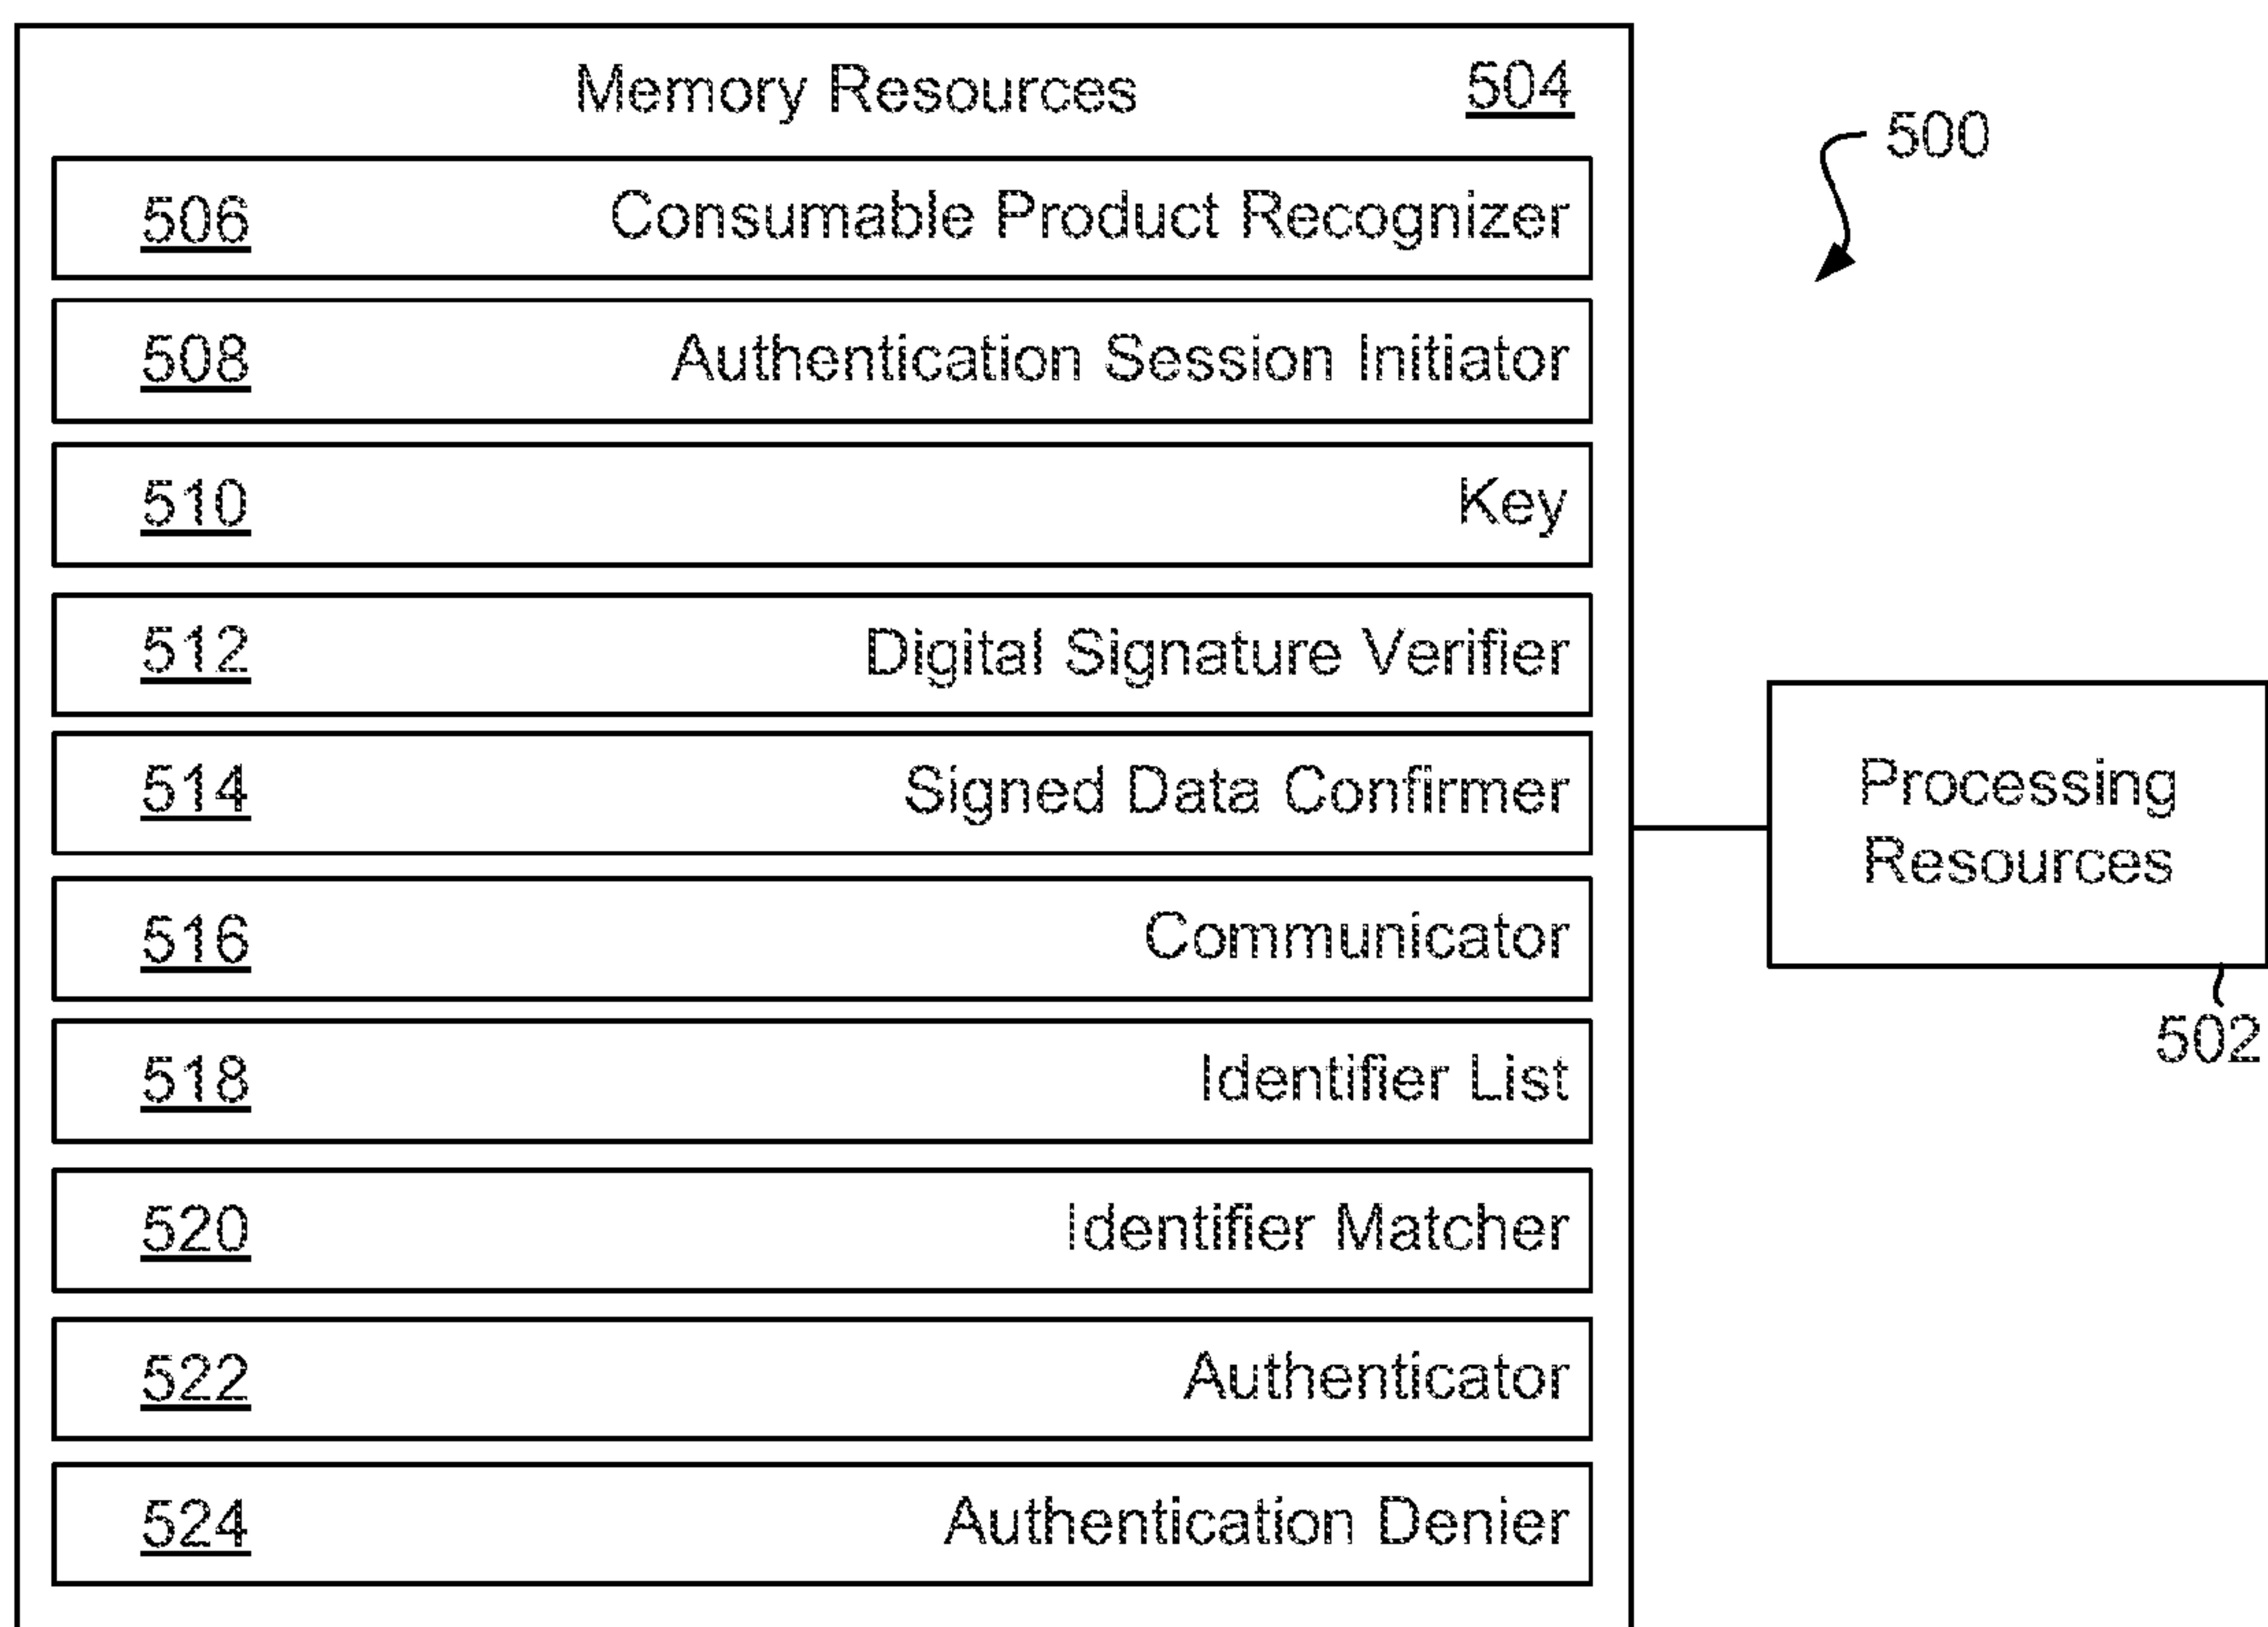 Memory Resources 504
500
506 Consumable Product Recognizer
508 Authentication Session Initiator
510 Key
512 Digital Signature Verifier
514 Signed Data Confirmer
516 Communicator
518 Identifier List
520 Identifier Matcher
522 Authenticator
524 Authentication Denier
Processing
Resources
502